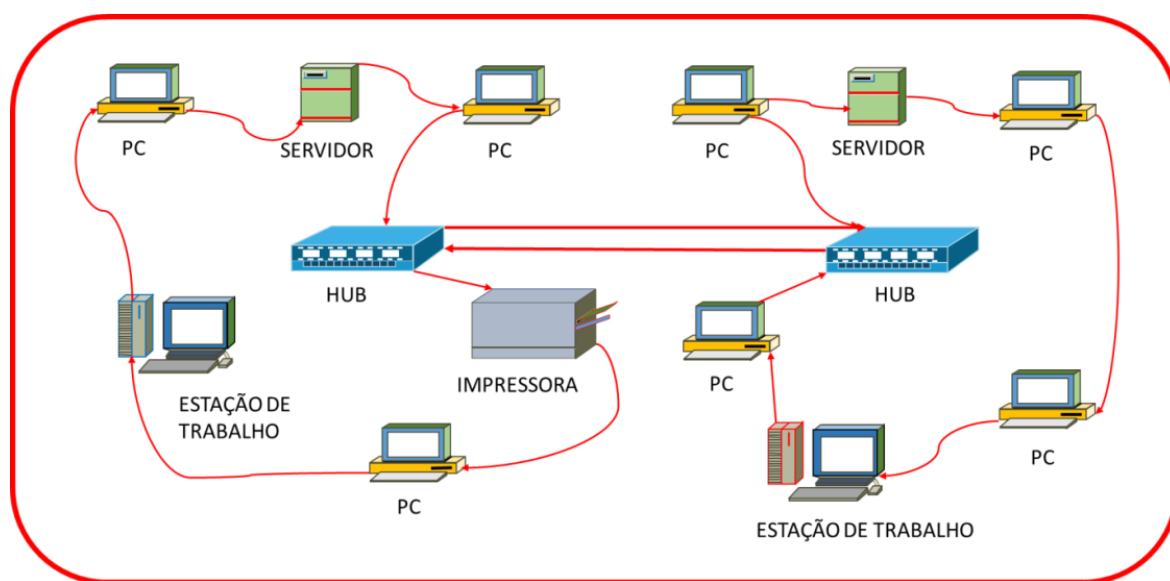 PC
SERVIDOR
PC
PC
SERVIDOR
PC
HUB
HUB
ESTAÇÃO DE
TRABALHO
IMPRESSORA
PC
PC
PC
ESTAÇÃO DE TRABALHO